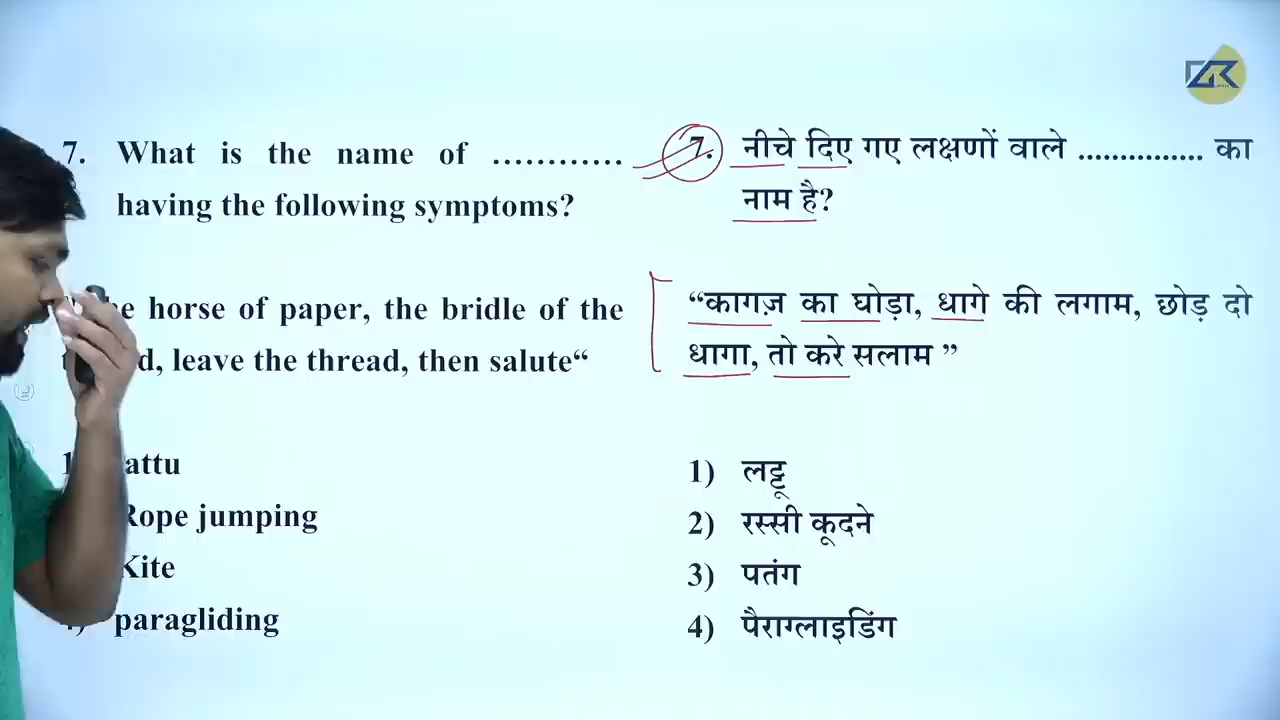 7. What is the name of ............
having the following symptoms?
horse of paper, the bridle of the
leave the thread, then salute“
Rope jumping
Kite
paragliding
7. नीचे दिए गए लक्षणों वाले ............... का
नाम है?
“कागज़ का घोड़ा, धागे की लगाम, छोड़ दो
धागा, तो करे सलाम ”
1) लट्टू
2) रस्सी कूदने
3) पतंग
4) पैराग्लाइडिंग